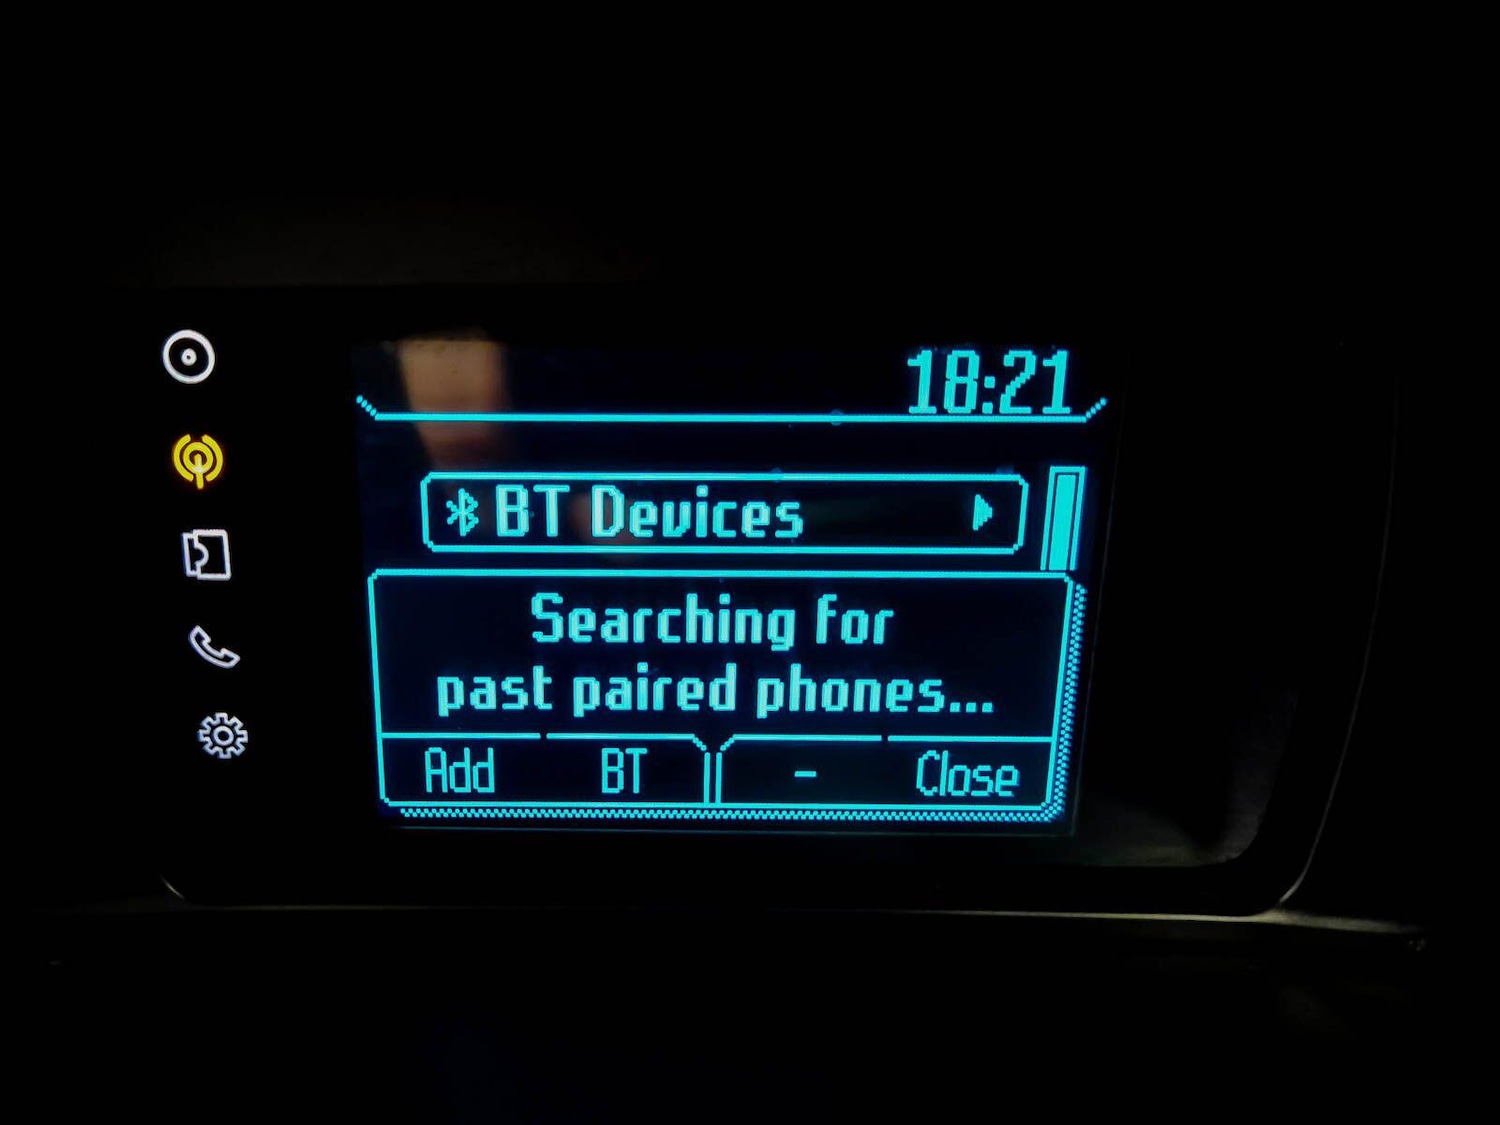 18:21
BT Devices
Searching for
past paired phones...
Add BT - Close